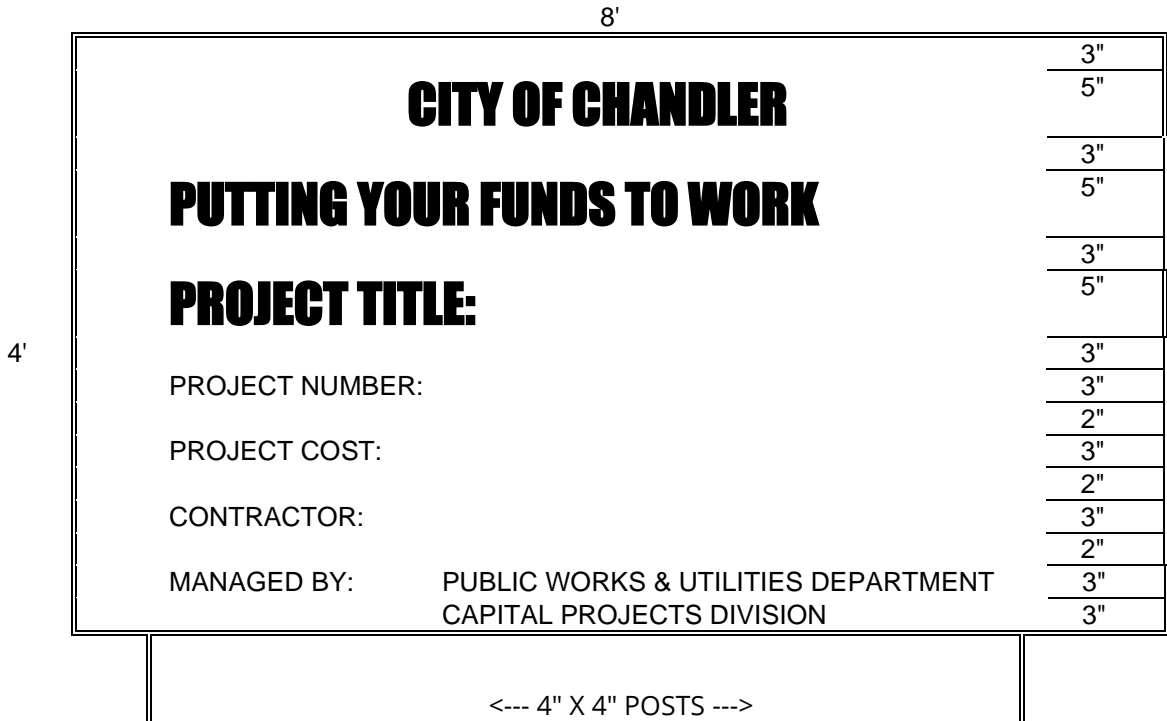 8'
3"
CITY OF CHANDLER 5"
3"
PUTTING YOUR FUNDS TO WORK 5"
3"
PROJECT TITLE: 5"
4' 3"
PROJECT NUMBER: 3"
2"
PROJECT COST: 3"
2"
CONTRACTOR: 3"
2"
MANAGED BY: PUBLIC WORKS & UTILITIES DEPARTMENT 3"
CAPITAL PROJECTS DIVISION 3"
<--- 4" X 4" POSTS --->